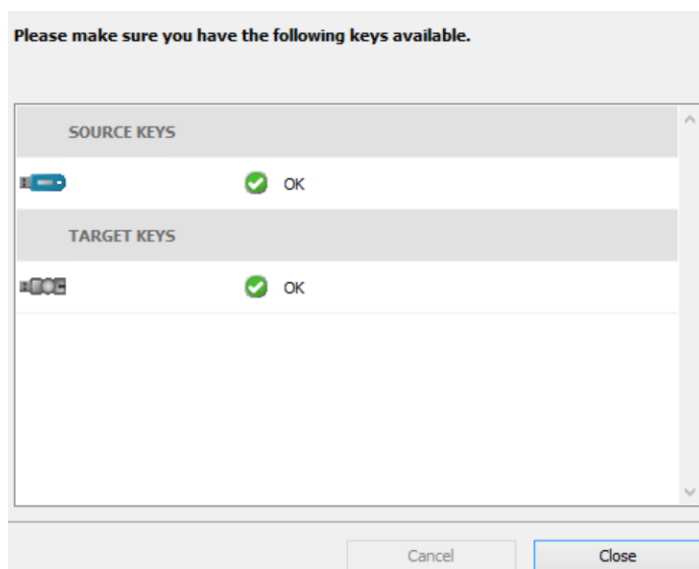 Please make sure you have the following keys available.
SOURCE KEYS
OK
TARGET KEYS
OK
Cancel
Close